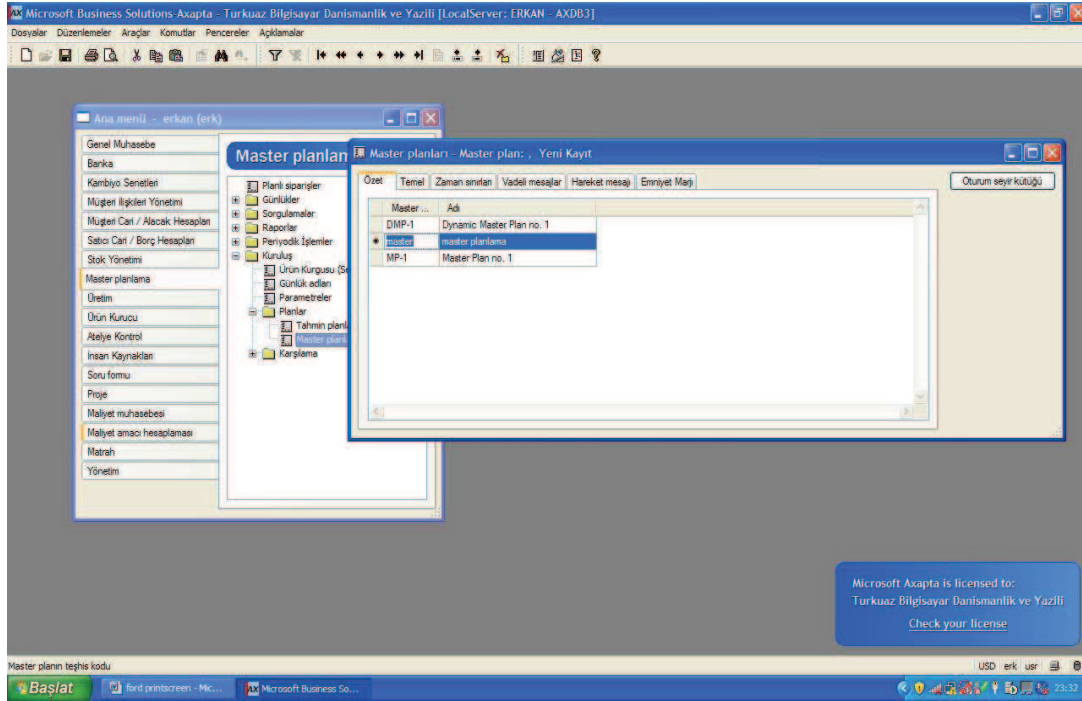 Microsoft Business Solutions-Axapta - Turkuaz Bilgisayar Danismanlik ve Yazili [LocalServer: ERKAN - AXDB3]
Dosyalar Düzenlemeler Araçlar Komutlar Pencereler Açıklamalar
Ana menü - erkan (erk)
Genel Muhasebe
Banka
Kambiyo Senetleri
Müşteri İlişkileri Yönetimi
Müşteri Cari / Alacak Hesapları
Satıcı Cari / Borç Hesapları
Stok Yönetimi
Master planlama
Üretim
Ürün Kurucu
Atelye Kontrol
İnsan Kaynakları
Soru formu
Proje
Maliyet muhasebesi
Maliyet amacı hesaplaması
Matrah
Yönetim
Master planlan
Planlı siparişler
Günlükler
Sorgulamalar
Raporlar
Periyodik İşlemler
Kuruluş
Ürün Kurgusu (Se
Günlük adları
Parametreler
Planlar
Tahmin planl
Master planl
Karşılama
Master planları - Master plan: , Yeni Kayıt
Özet Temel Zaman sınırları Vadeli mesajlar Hareket mesajı Emniyet Marjı
Oturum seyir kütüğü
Master ... Adı
DMP-1 Dynamic Master Plan no. 1
master master planlama
MP-1 Master Plan no. 1
Microsoft Axapta is licensed to:
Turkuaz Bilgisayar Danismanlik ve Yazili
Check your license
Master planın teşhis kodu
USD erk usr
Başlat ford printscreen - Mic... Microsoft Business So...
23:32